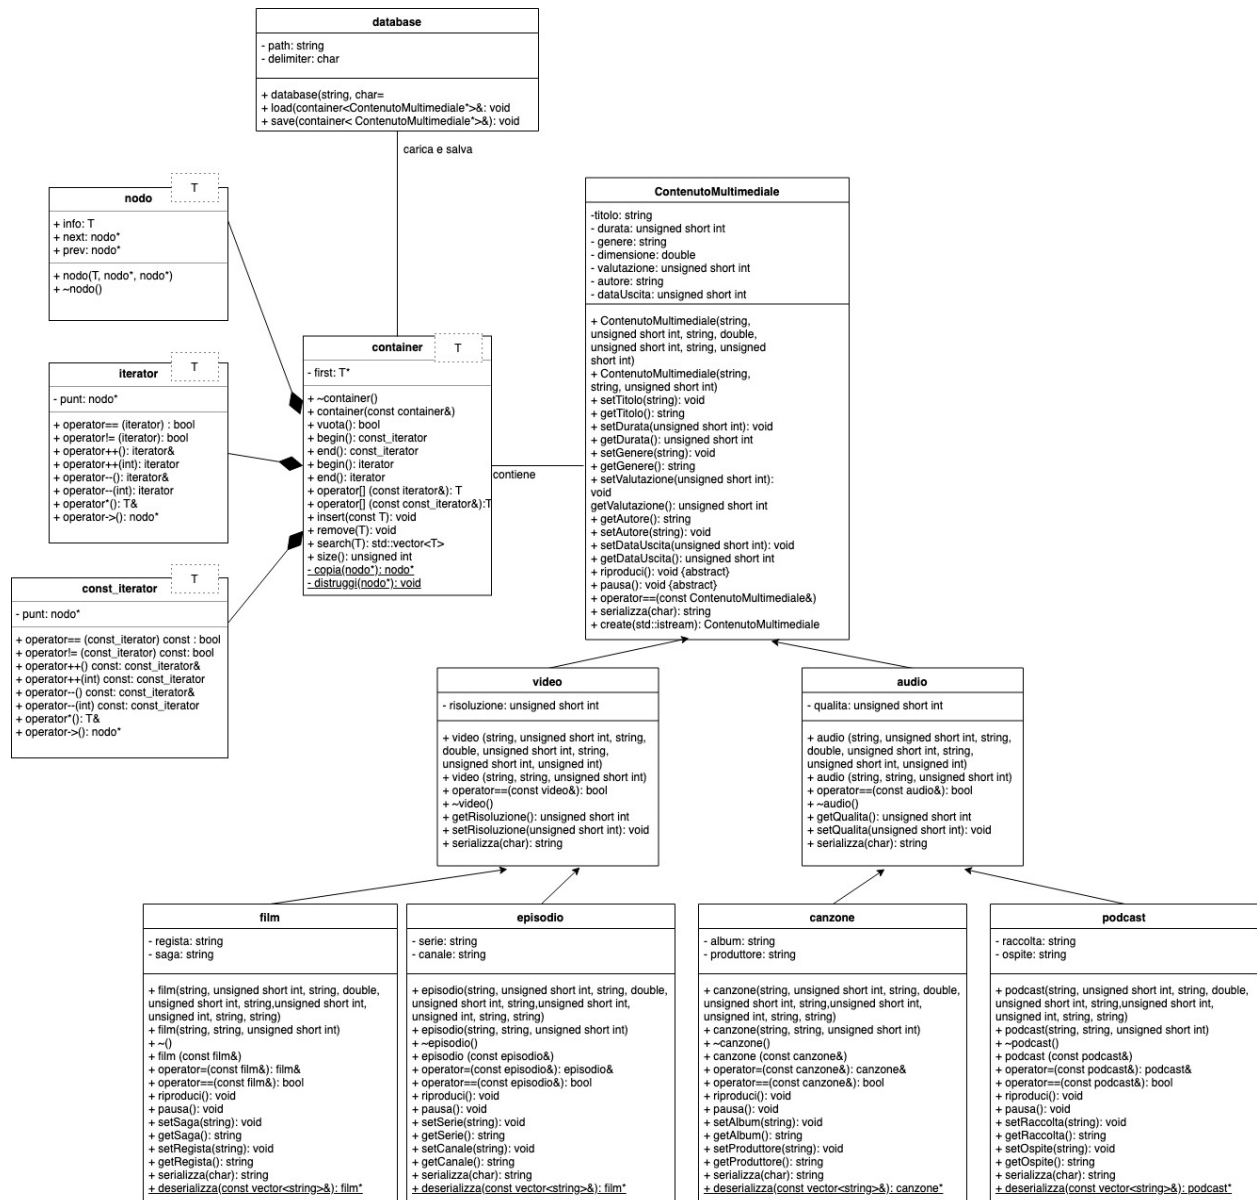 database
- path: string
- delimiter: char
+ database(string, char=
+ load(container<ContenutoMultimediale*>&: void
+ save(container< ContenutoMultimediale*>&): void
carica e salva
T
nodo
+ info: T
+ next: nodo*
+ prev: nodo*
+ nodo(T, nodo*, nodo*)
+ ~nodo()
T
iterator
- punt: nodo*
+ operator== (iterator) : bool
+ operator!= (iterator): bool
+ operator++(): iterator&
+ operator++(int): iterator
+ operator--(): iterator&
+ operator--(int): iterator
+ operator*(): T&
+ operator->(): nodo*
T
const_iterator
- punt: nodo*
+ operator== (const_iterator) const : bool
+ operator!= (const_iterator) const: bool
+ operator++() const: const_iterator&
+ operator++(int) const: const_iterator
+ operator--() const: const_iterator&
+ operator--(int) const: const_iterator
+ operator*(): T&
+ operator->(): nodo*
T
container
- first: T*
+ ~container()
+ container(const container&)
+ vuota(): bool
+ begin(): const_iterator
+ end(): const_iterator
+ begin(): iterator
+ end(): iterator
+ operator[] (const iterator&): T
+ operator[] (const const_iterator&):T
+ insert(const T): void
+ remove(T): void
+ search(T): std::vector<T>
+ size(): unsigned int
- copia(nodo*): nodo*
- distruggi(nodo*): void
contiene
ContenutoMultimediale
-titolo: string
- durata: unsigned short int
- genere: string
- dimensione: double
- valutazione: unsigned short int
- autore: string
- dataUscita: unsigned short int
+ ContenutoMultimediale(string,
unsigned short int, string, double,
unsigned short int, string, unsigned
short int)
+ ContenutoMultimediale(string,
string, unsigned short int)
+ setTitolo(string): void
+ getTitolo(): string
+ setDurata(unsigned short int): void
+ getDurata(): unsigned short int
+ setGenere(string): void
+ getGenere(): string
+ setValutazione(unsigned short int):
void
getValutazione(): unsigned short int
+ getAutore(): string
+ setAutore(string): void
+ setDataUscita(unsigned short int): void
+ getDataUscita(): unsigned short int
+ riproduci(): void {abstract}
+ pausa(): void {abstract}
+ operator==(const ContenutoMultimediale&)
+ serializza(char): string
+ create(std::istream): ContenutoMultimediale
video
- risoluzione: unsigned short int
+ video (string, unsigned short int, string,
double, unsigned short int, string,
unsigned short int, unsigned int)
+ video (string, string, unsigned short int)
+ operator==(const video&): bool
+ ~video()
+ getRisoluzione(): unsigned short int
+ setRisoluzione(unsigned short int): void
+ serializza(char): string
audio
- qualita: unsigned short int
+ audio (string, unsigned short int, string,
double, unsigned short int, string,
unsigned short int, unsigned int)
+ audio (string, string, unsigned short int)
+ operator==(const audio&): bool
+ ~audio()
+ getQualita(): unsigned short int
+ setQualita(unsigned short int): void
+ serializza(char): string
film
- regista: string
- saga: string
+ film(string, unsigned short int, string, double,
unsigned short int, string,unsigned short int,
unsigned int, string, string)
+ film(string, string, unsigned short int)
+ ~()
+ film (const film&)
+ operator=(const film&): film&
+ operator==(const film&): bool
+ riproduci(): void
+ pausa(): void
+ setSaga(string): void
+ getSaga(): string
+ setRegista(string): void
+ getRegista(): string
+ serializza(char): string
+ deserializza(const vector<string>&): film*
episodio
- serie: string
- canale: string
+ episodio(string, unsigned short int, string, double,
unsigned short int, string,unsigned short int,
unsigned int, string, string)
+ episodio(string, string, unsigned short int)
+ ~episodio()
+ episodio (const episodio&)
+ operator=(const episodio&): episodio&
+ operator==(const episodio&): bool
+ riproduci(): void
+ pausa(): void
+ setSerie(string): void
+ getSerie(): string
+ setCanale(string): void
+ getCanale(): string
+ serializza(char): string
+ deserializza(const vector<string>&): film*
canzone
- album: string
- produttore: string
+ canzone(string, unsigned short int, string, double,
unsigned short int, string,unsigned short int,
unsigned int, string, string)
+ canzone(string, string, unsigned short int)
+ ~canzone()
+ canzone (const canzone&)
+ operator=(const canzone&): canzone&
+ operator==(const canzone&): bool
+ riproduci(): void
+ pausa(): void
+ setAlbum(string): void
+ getAlbum(): string
+ setProduttore(string): void
+ getProduttore(): string
+ serializza(char): string
+ deserializza(const vector<string>&): canzone*
podcast
- raccolta: string
- ospite: string
+ podcast(string, unsigned short int, string, double,
unsigned short int, string,unsigned short int,
unsigned int, string, string)
+ podcast(string, string, unsigned short int)
+ ~podcast()
+ podcast (const podcast&)
+ operator=(const podcast&): podcast&
+ operator==(const podcast&): bool
+ riproduci(): void
+ pausa(): void
+ setRaccolta(string): void
+ getRaccolta(): string
+ setOspite(string): void
+ getOspite(): string
+ serializza(char): string
+ deserializza(const vector<string>&): podcast*